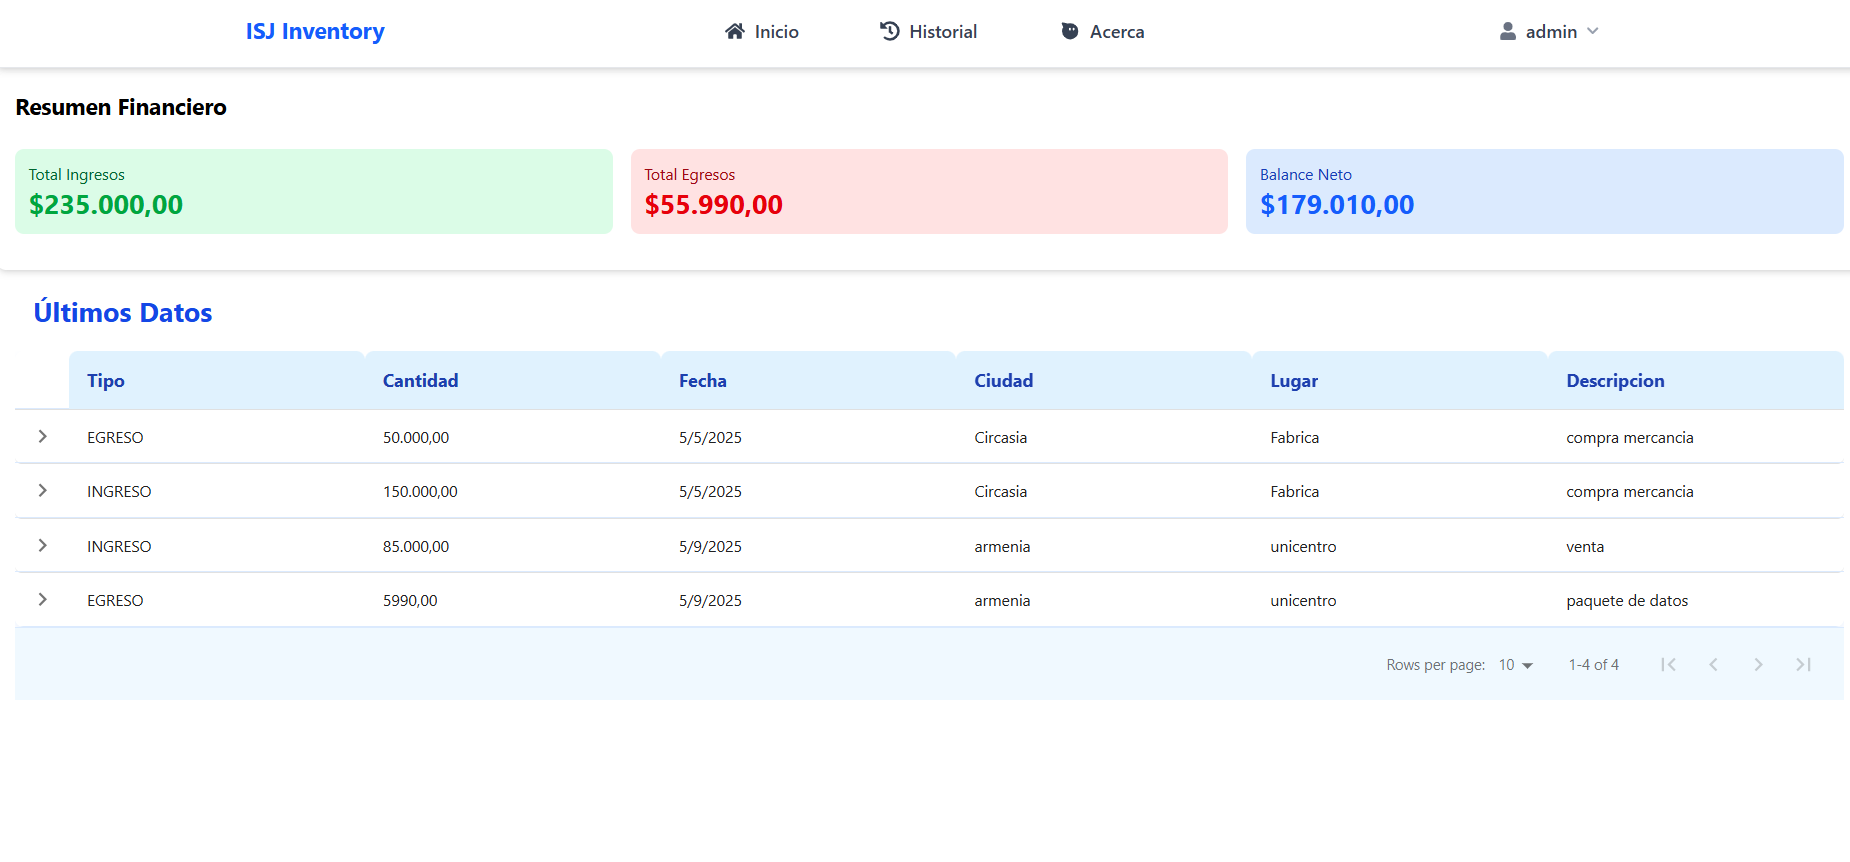 ISJ Inventory Inicio Historial Acerca admin
Resumen Financiero
Total Ingresos Total Egresos Balance Neto
$235.000,00 $55.990,00 $179.010,00
Últimos Datos
Tipo Cantidad Fecha Ciudad Lugar Descripcion
EGRESO 50.000,00 5/5/2025 Circasia Fabrica compra mercancia
INGRESO 150.000,00 5/5/2025 Circasia Fabrica compra mercancia
INGRESO 85.000,00 5/9/2025 armenia unicentro venta
EGRESO 5990,00 5/9/2025 armenia unicentro paquete de datos
Rows per page: 10 1-4 of 4